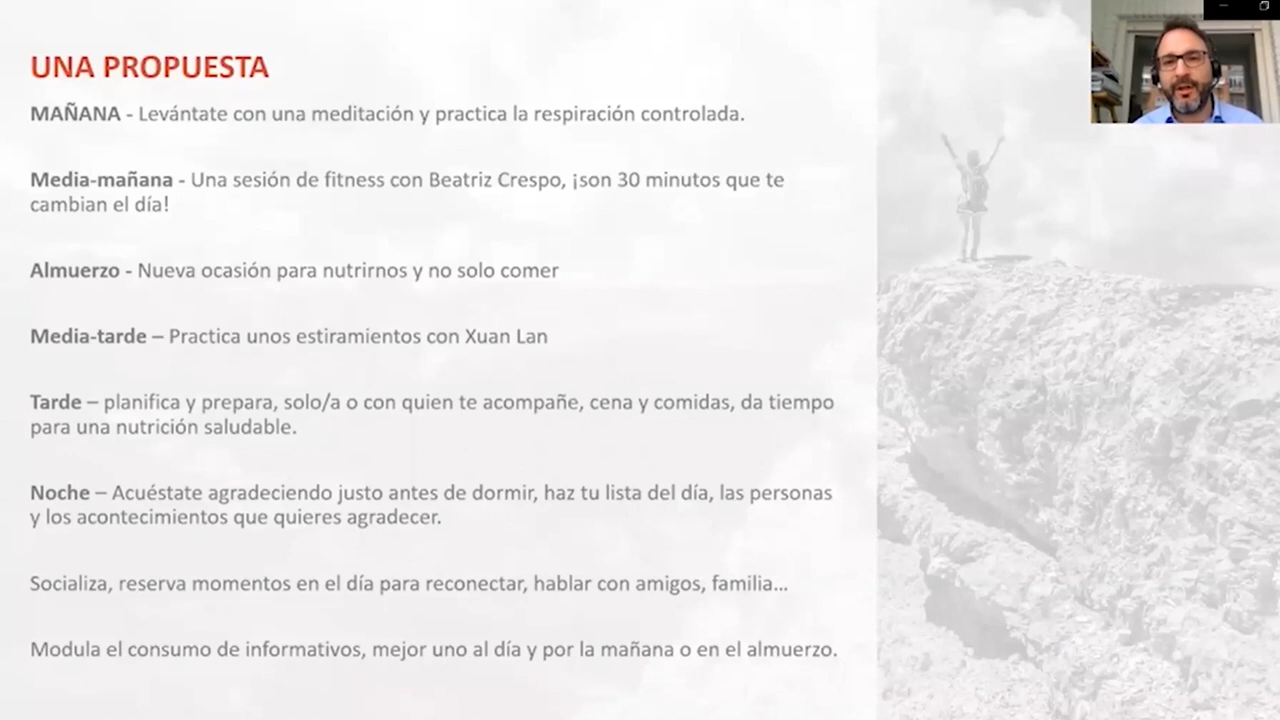 UNA PROPUESTA
MAÑANA - Levántate con una meditación y practica la respiración controlada.
Media-mañana - Una sesión de fitness con Beatriz Crespo, ¡son 30 minutos que te
cambian el día!
Almuerzo - Nueva ocasión para nutrirnos y no solo comer
Media-tarde – Practica unos estiramientos con Xuan Lan
Tarde – planifica y prepara, solo/a o con quien te acompañe, cena y comidas, da tiempo
para una nutrición saludable.
Noche – Acuéstate agradeciendo justo antes de dormir, haz tu lista del día, las personas
y los acontecimientos que quieres agradecer.
Socializa, reserva momentos en el día para reconectar, hablar con amigos, familia...
Modula el consumo de informativos, mejor uno al día y por la mañana o en el almuerzo.